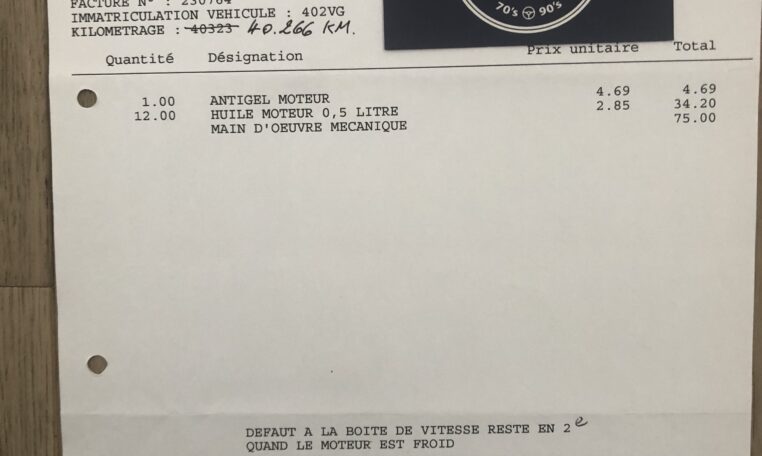 FACTURE N° : 230764
IMMATRICULATION VEHICULE : 402VG
KILOMETRAGE : 40323 40.266 KM.
70's 90's
Quantité Désignation Prix unitaire Total
1.00 ANTIGEL MOTEUR 4.69 4.69
12.00 HUILE MOTEUR 0,5 LITRE 2.85 34.20
MAIN D'OEUVRE MECANIQUE 75.00
DEFAUT A LA BOITE DE VITESSE RESTE EN 2e
QUAND LE MOTEUR EST FROID